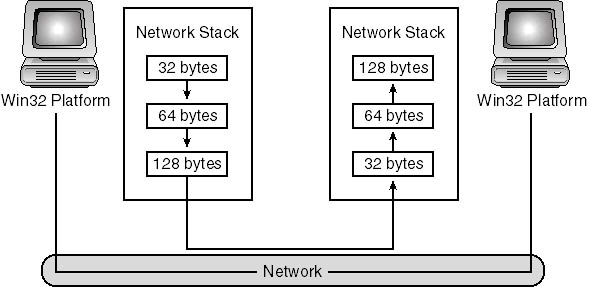 Network Stack
Network Stack
32 bytes
128 bytes
Win32 Platform
Win32 Platform
64 bytes
64 bytes
128 bytes
32 bytes
Network